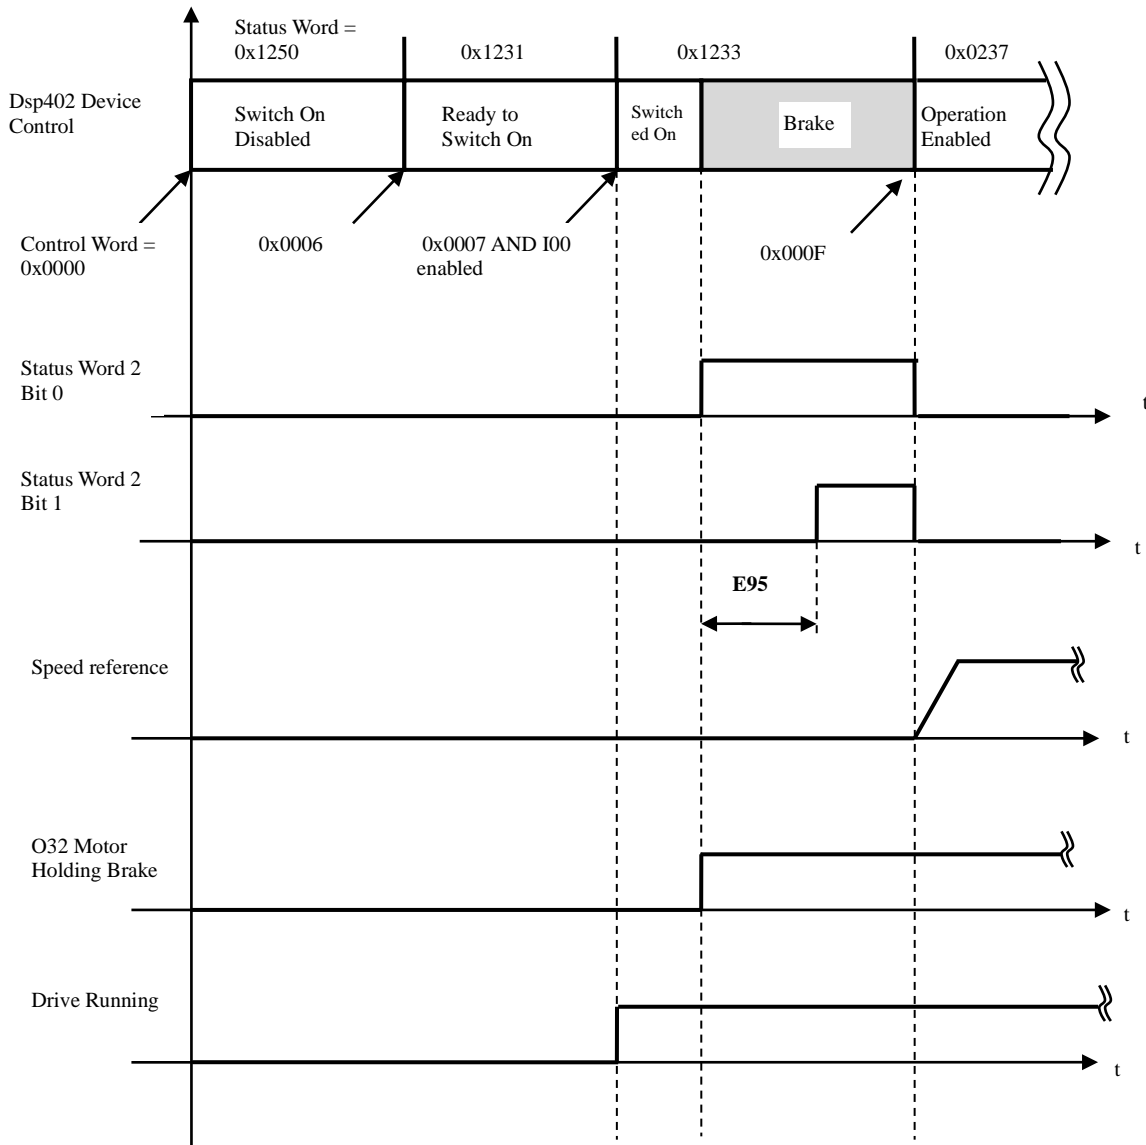 Status Word =
0x1250
0x1231
0x1233
0x0237
Dsp402 Device
Control
Switch On
Disabled
Ready to
Switch On
Switch
ed On
Brake
Operation
Enabled
Control Word =
0x0000
0x0006
0x0007 AND I00
enabled
0x000F
Status Word 2
Bit 0
t
Status Word 2
Bit 1
t
E95
Speed reference
t
O32 Motor
Holding Brake
t
Drive Running
t